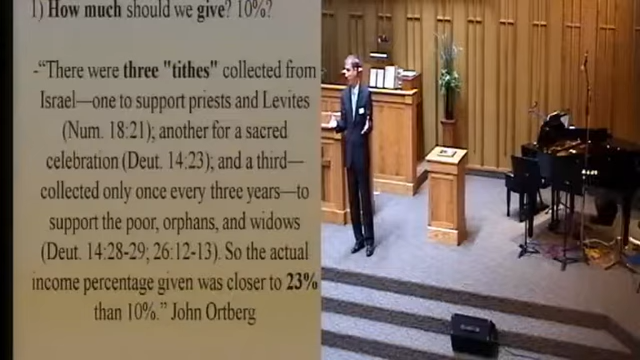 1) How much should we give? 10%?
-“There were three "tithes" collected from
Israel—one to support priests and Levites
(Num. 18:21); another for a sacred
celebration (Deut. 14:23); and a third—
collected only once every three years—to
support the poor, orphans, and widows
(Deut. 14:28-29; 26:12-13). So the actual
income percentage given was closer to 23%
than 10%.” John Ortberg